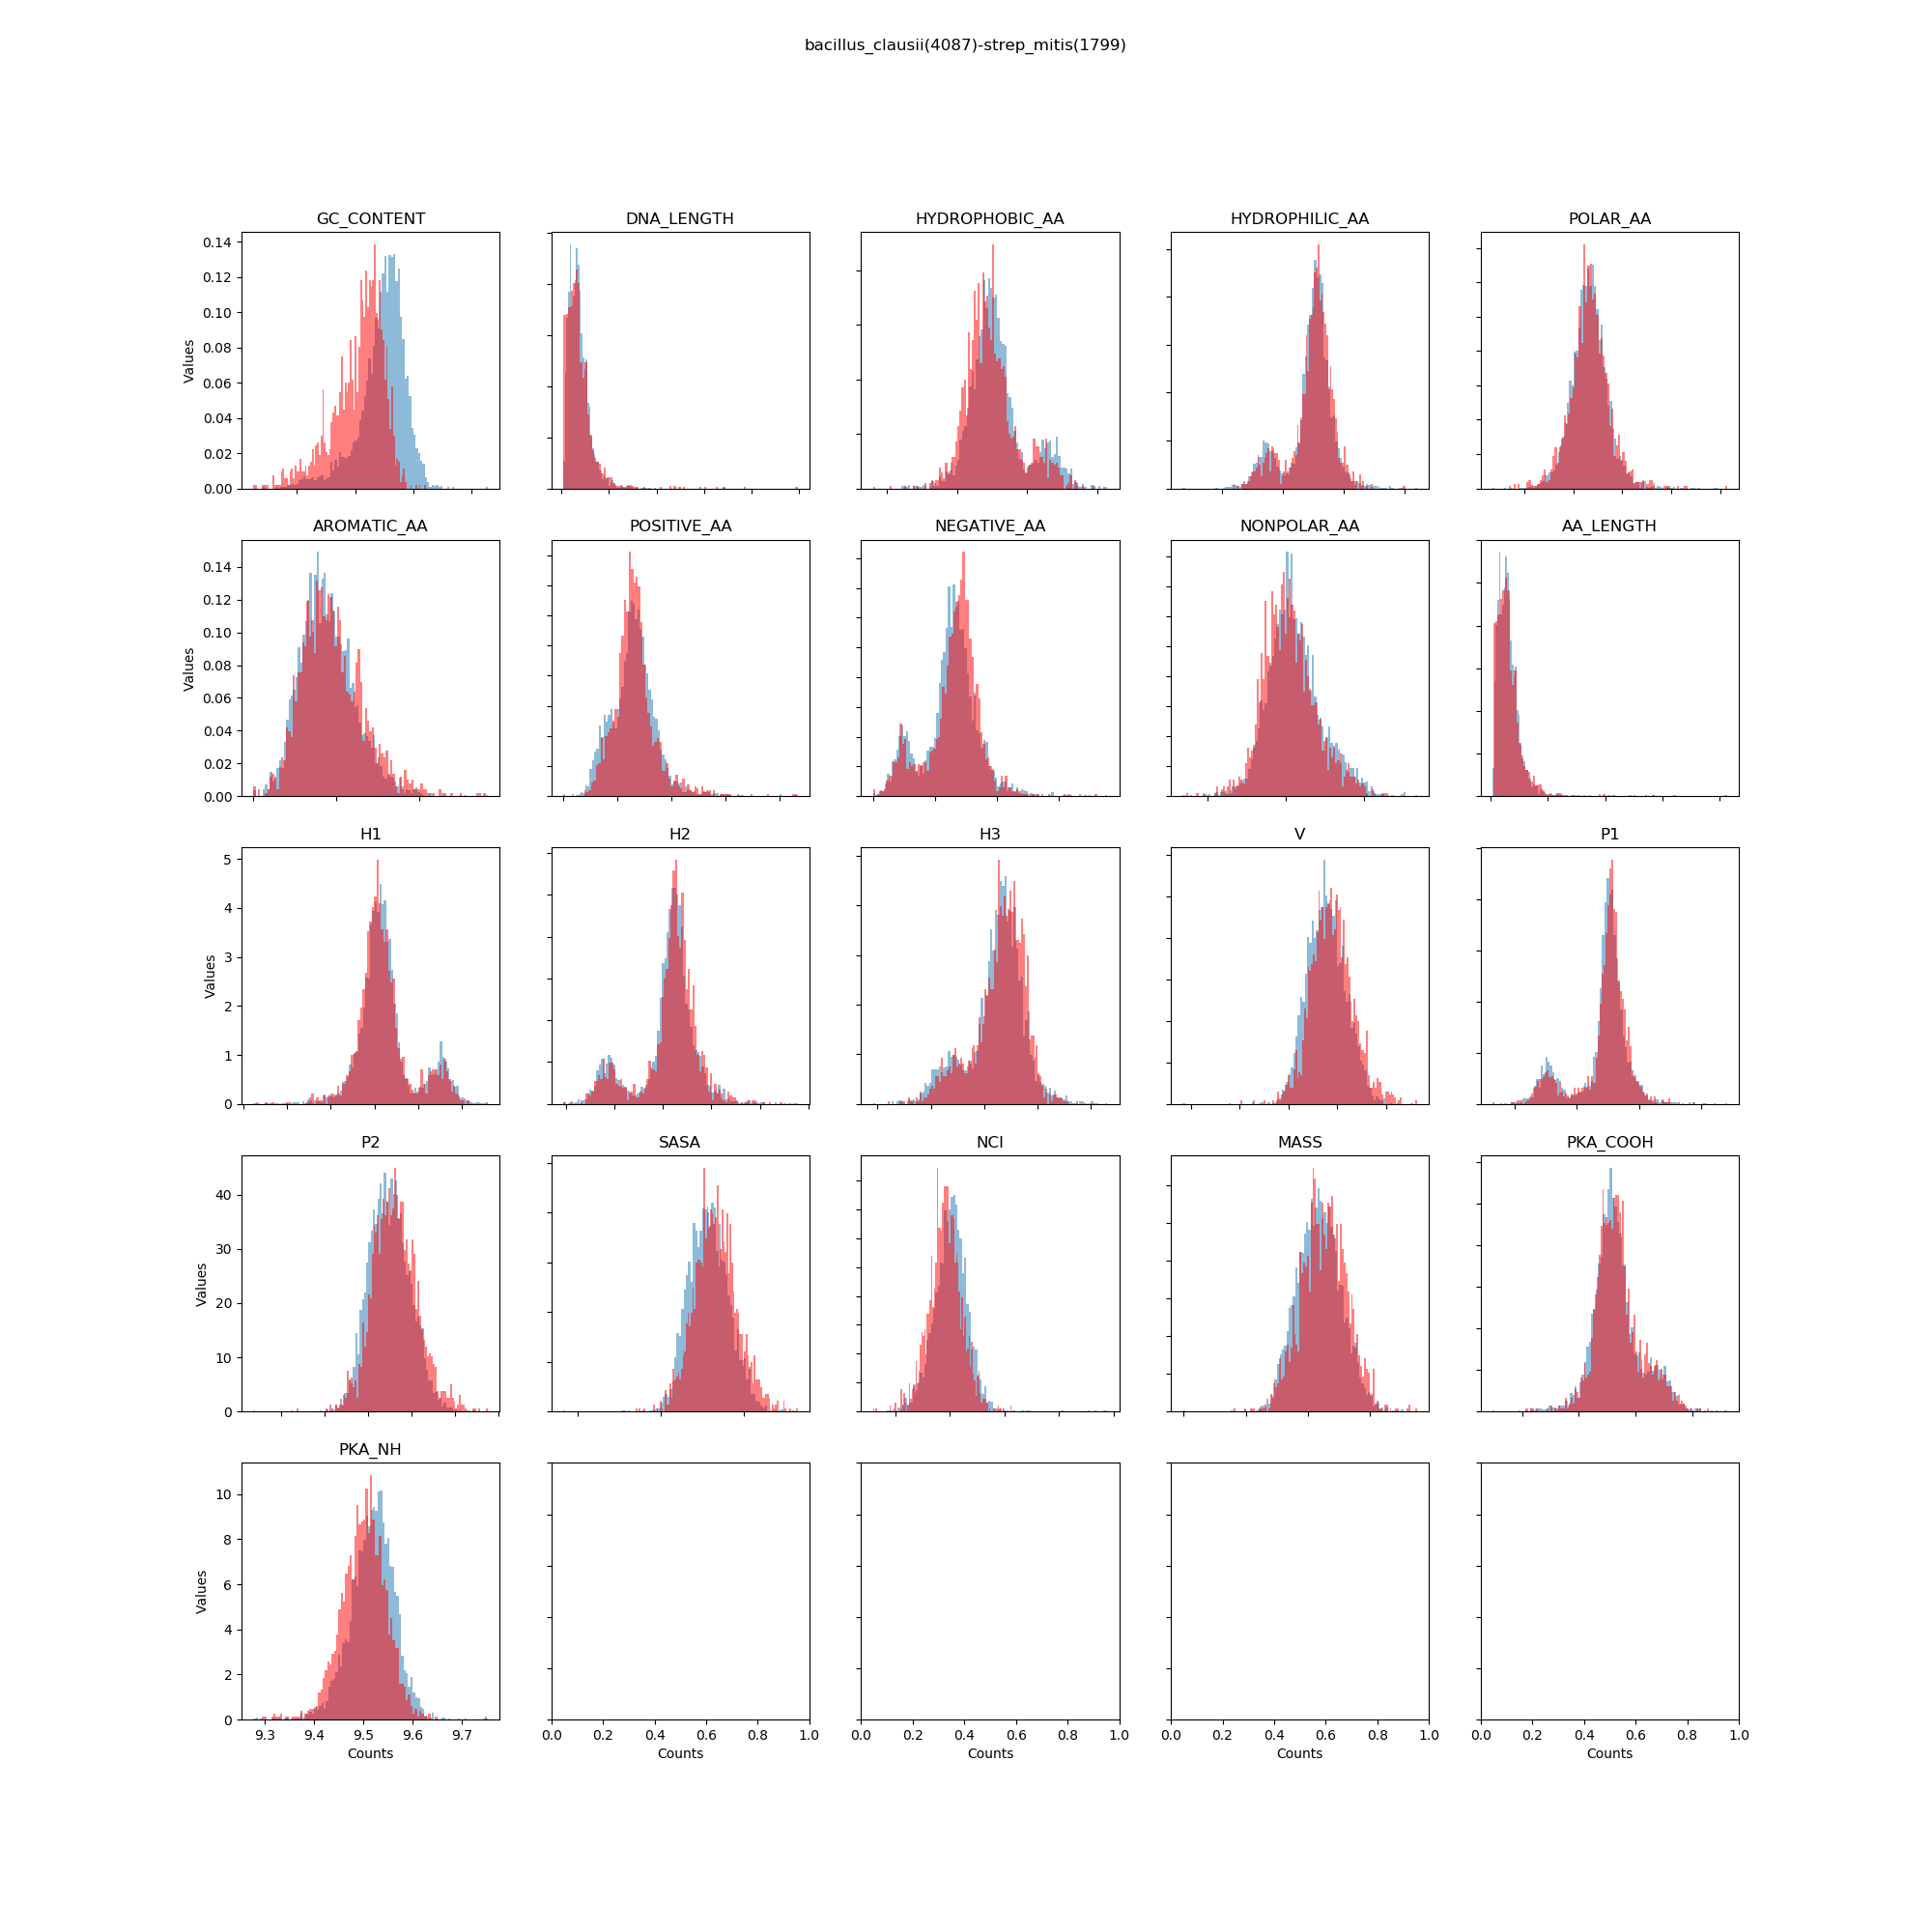 bacillus_clausii(4087)-strep_mitis(1799)
GC_CONTENT DNA_LENGTH HYDROPHOBIC_AA HYDROPHILIC_AA POLAR_AA
0.14
0.12
0.10
0.08
0.06
0.04
0.02
0.00
Values
AROMATIC_AA POSITIVE_AA NEGATIVE_AA NONPOLAR_AA AA_LENGTH
0.14
0.12
0.10
0.08
0.06
0.04
0.02
0.00
Values
H1 H2 H3 V P1
5
4
3
2
1
0
Values
P2 SASA NCI MASS PKA_COOH
40
30
20
10
0
Values
PKA_NH
10
8
6
4
2
0
Values
9.3 9.4 9.5 9.6 9.7 0.0 0.2 0.4 0.6 0.8 1.0 0.0 0.2 0.4 0.6 0.8 1.0 0.0 0.2 0.4 0.6 0.8 1.0 0.0 0.2 0.4 0.6 0.8 1.0
Counts Counts Counts Counts Counts